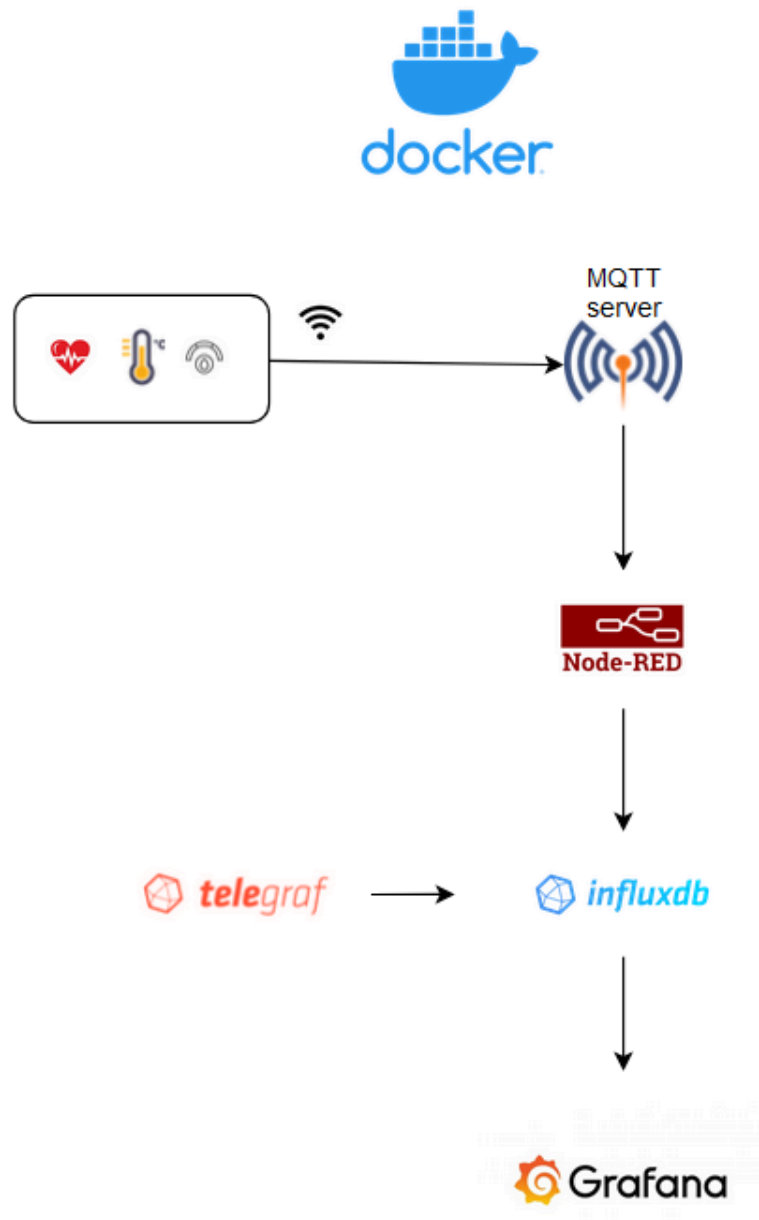 docker
MQTT
server
°C
Node-RED
telegraf
influxdb
Grafana